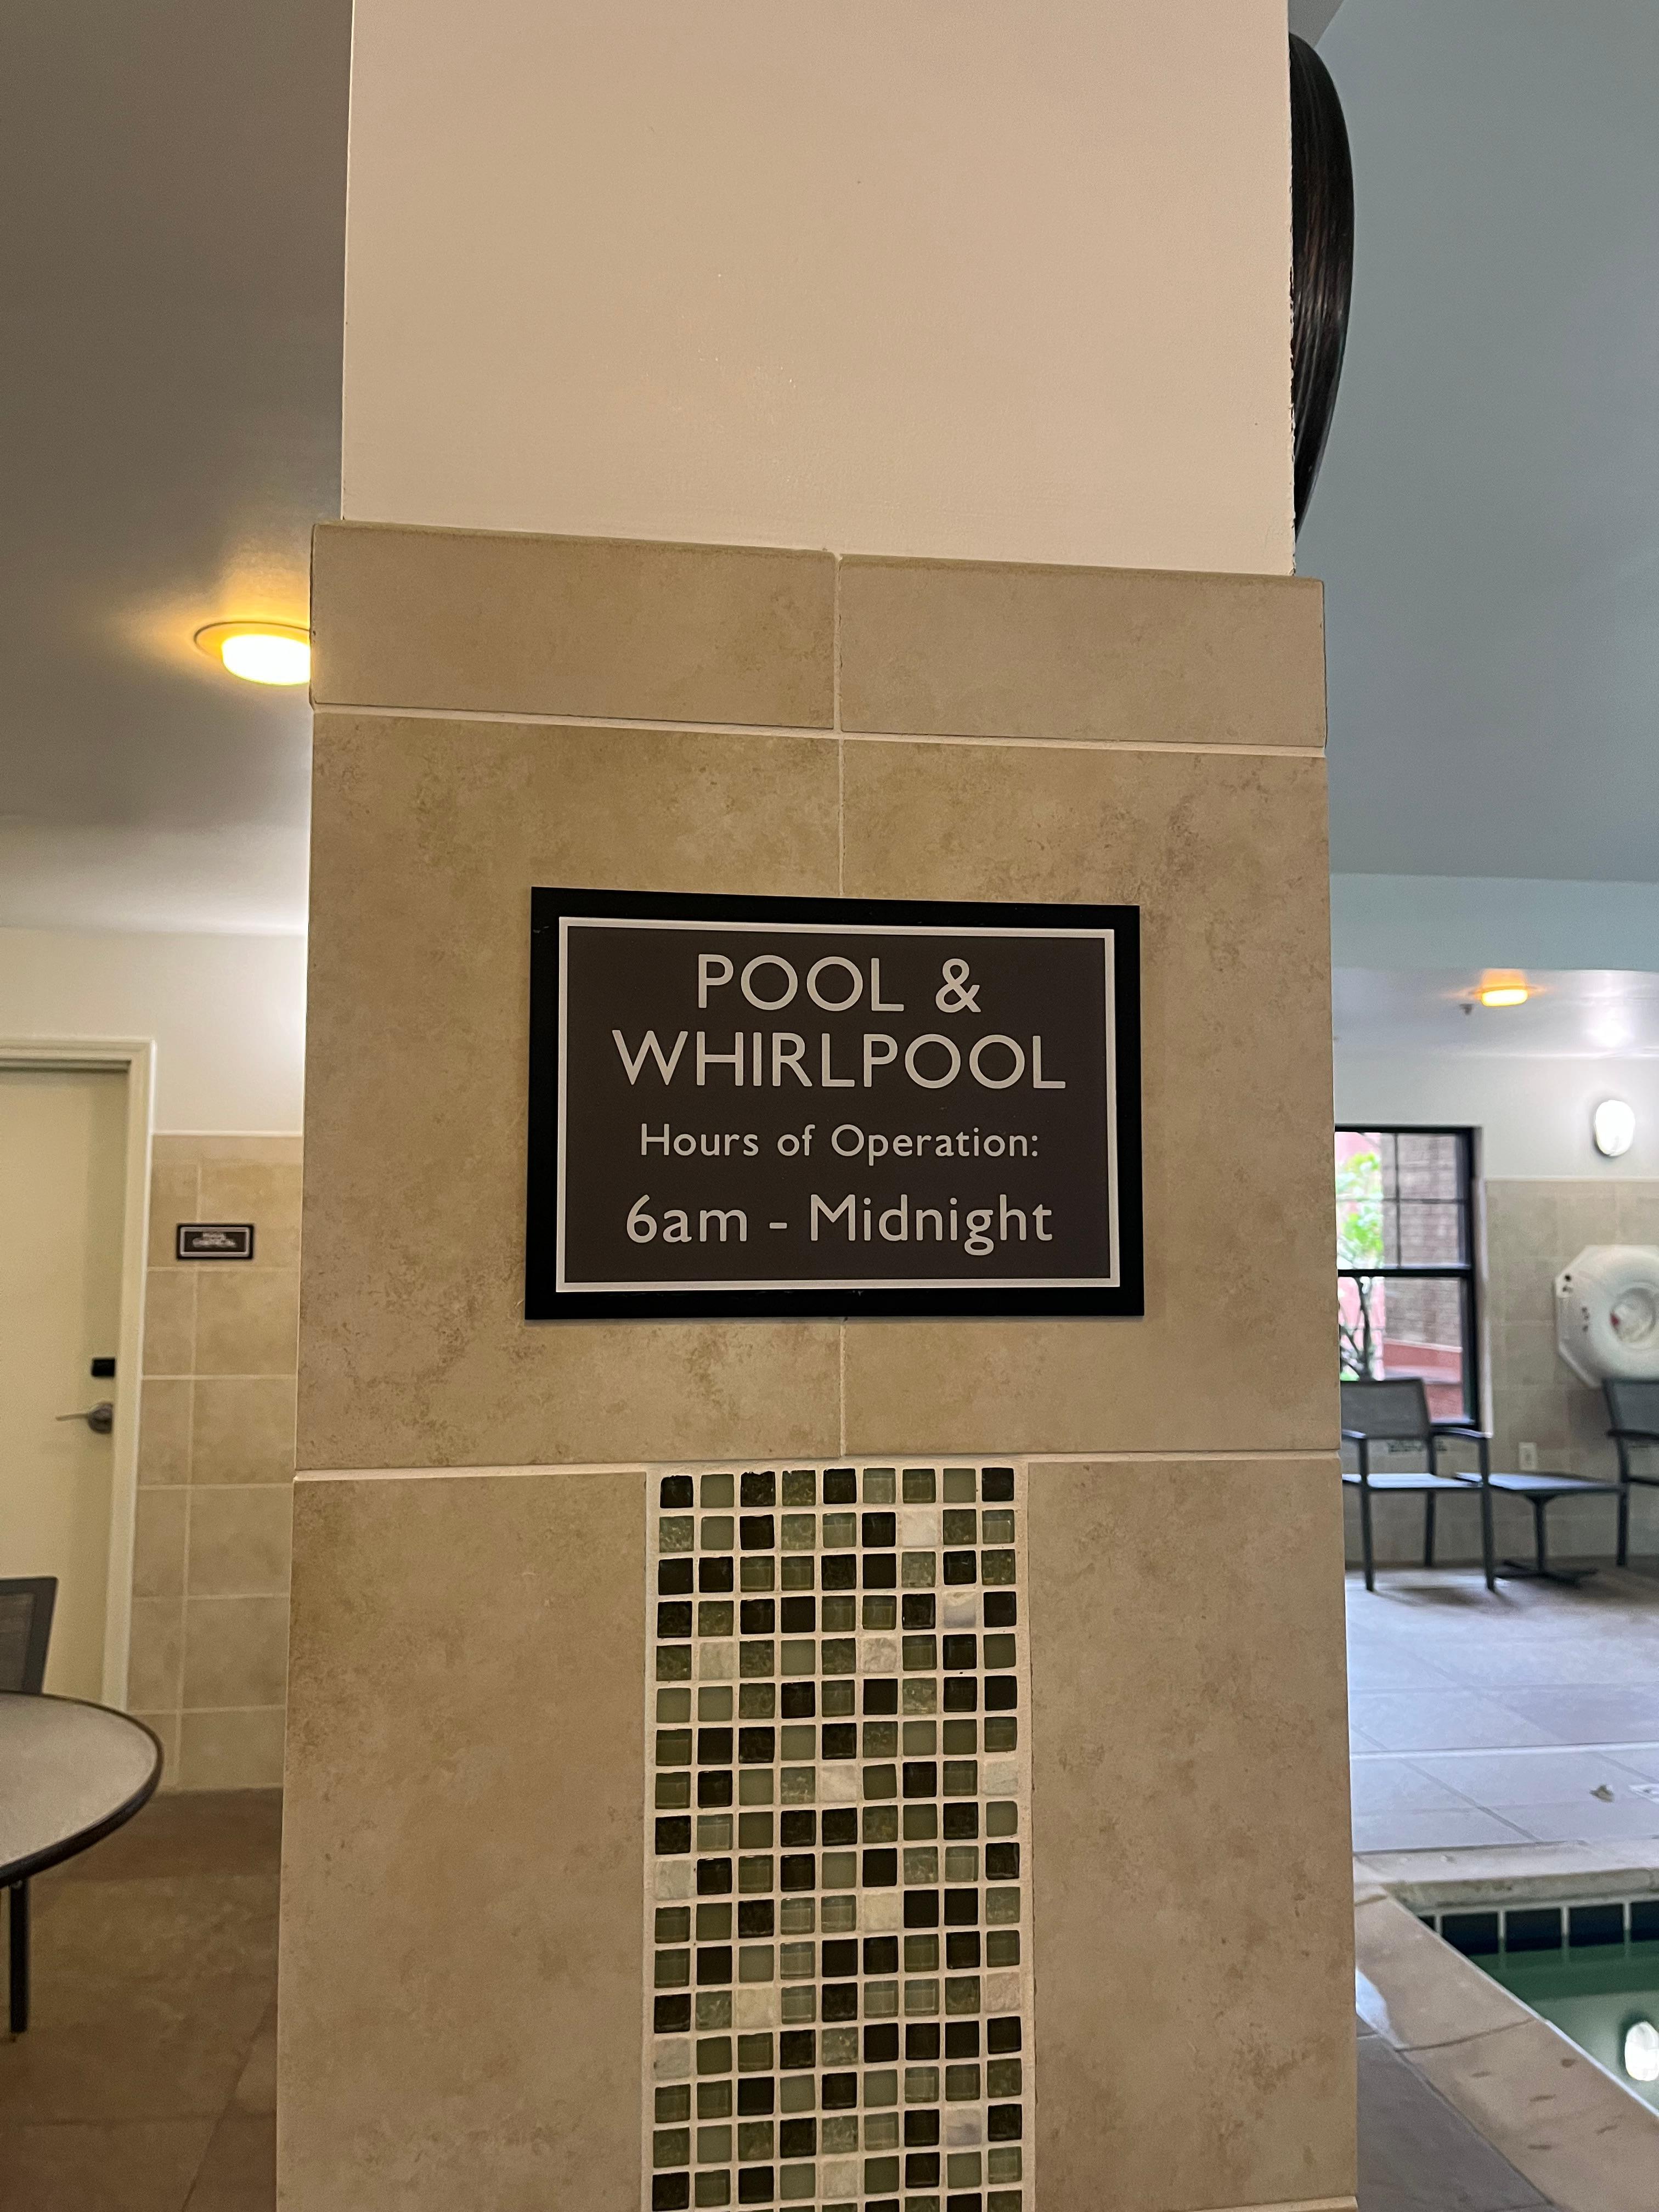 POOL &
WHIRLPOOL
Hours of Operation:
6am - Midnight